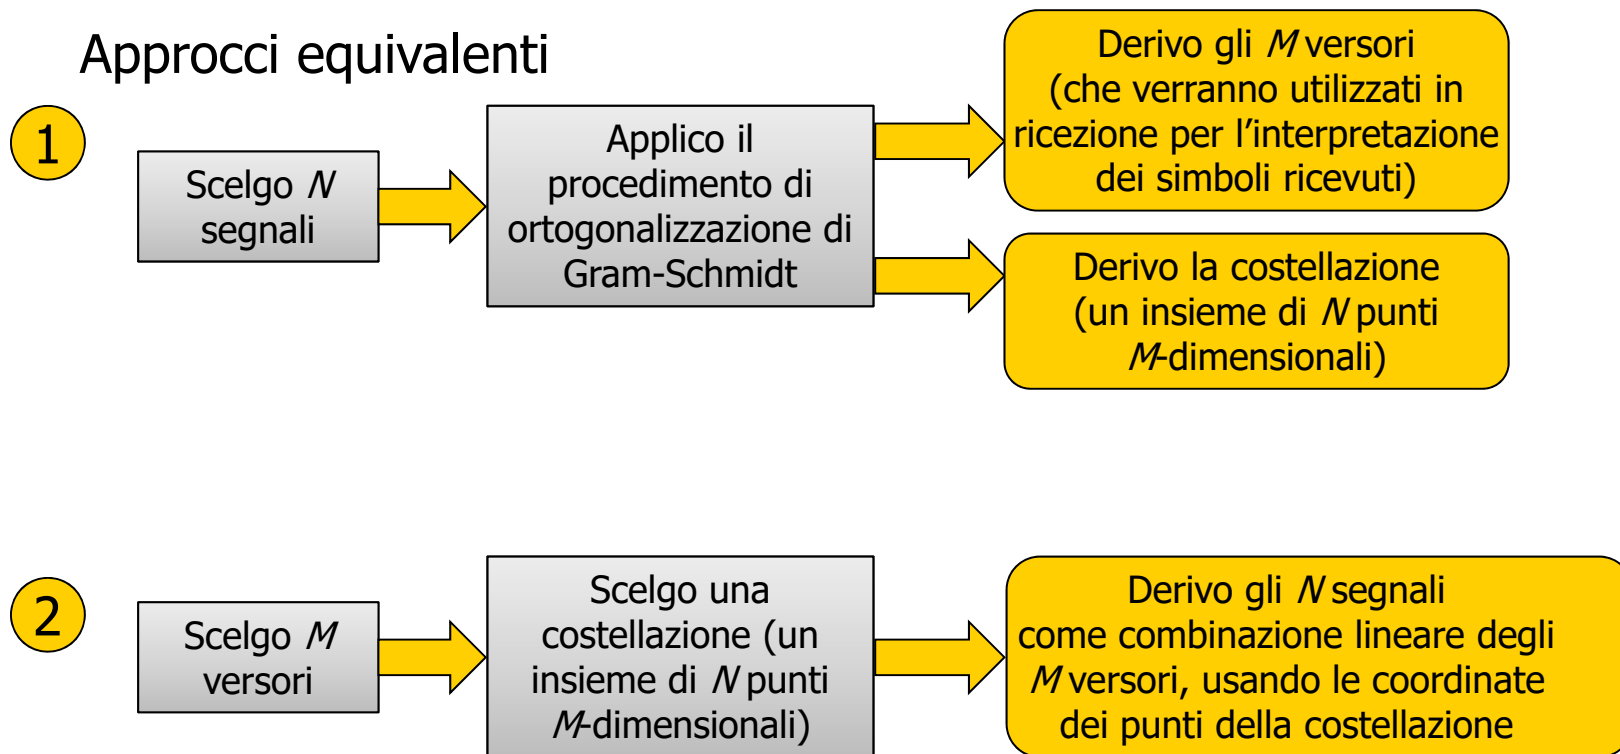 Approcci equivalenti
1
Scelgo N
segnali
Applico il
procedimento di
ortogonalizzazione di
Gram-Schmidt
Derivo gli M versori
(che verranno utilizzati in
ricezione per l’interpretazione
dei simboli ricevuti)
Derivo la costellazione
(un insieme di N punti
M-dimensionali)
2
Scelgo M
versori
Scelgo una
costellazione (un
insieme di N punti
M-dimensionali)
Derivo gli N segnali
come combinazione lineare degli
M versori, usando le coordinate
dei punti della costellazione